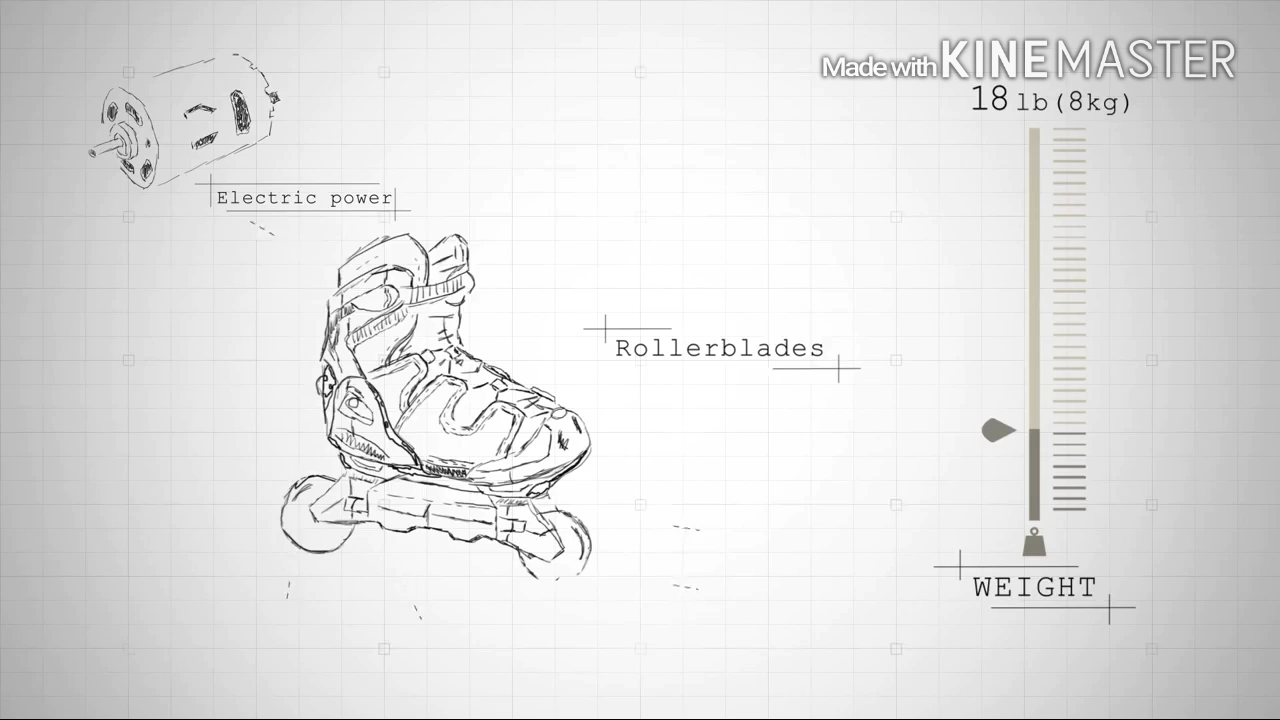 Made with KINEMASTER
18 lb(8kg)
Electric power
Rollerblades
WEIGHT